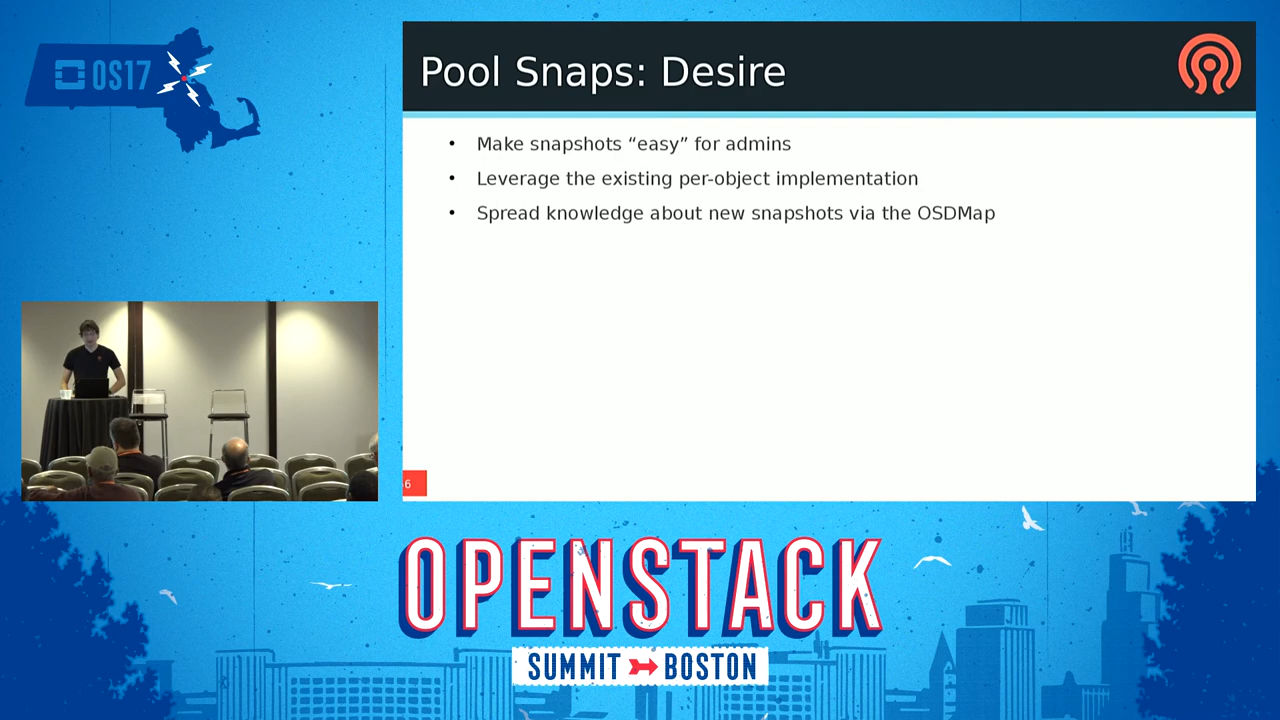 OS17
Pool Snaps: Desire
• Make snapshots “easy” for admins
• Leverage the existing per-object implementation
• Spread knowledge about new snapshots via the OSDMap
6
OPENSTACK
SUMMIT BOSTON